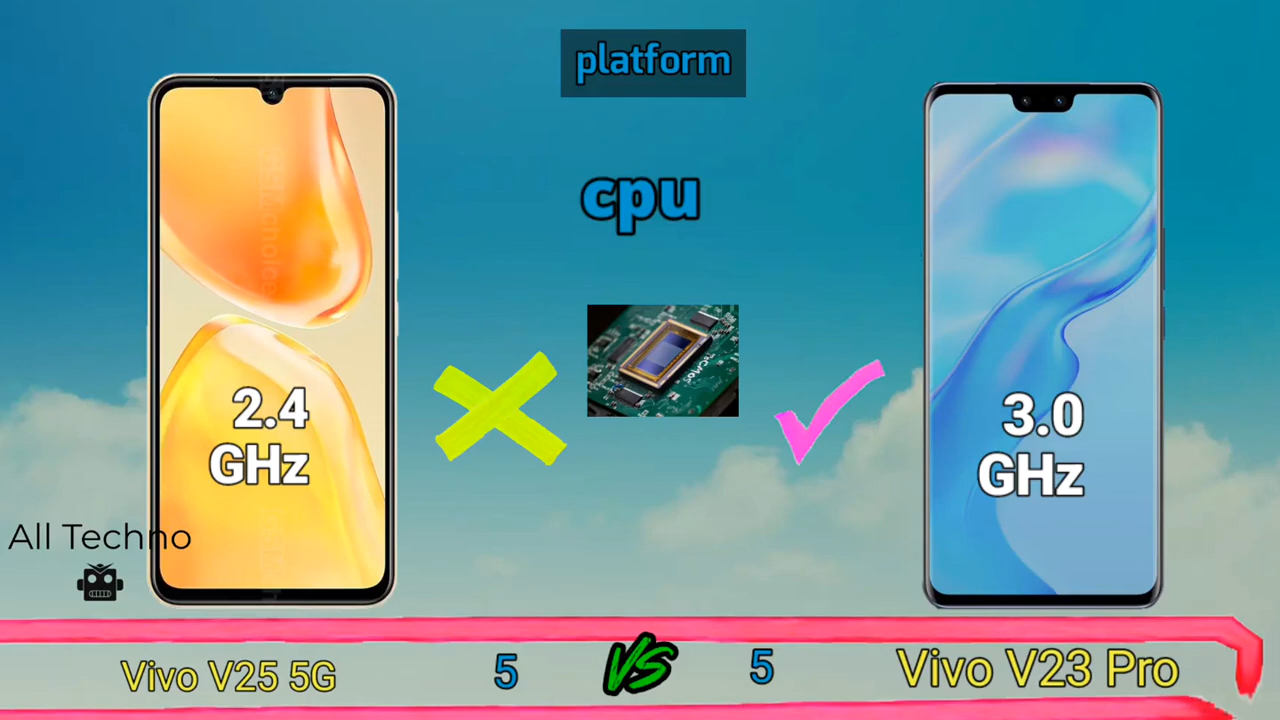 platform
cpu
2.4
GHz
3.0
GHz
All Techno
Vivo V25 5G
5
VS
5
Vivo V23 Pro